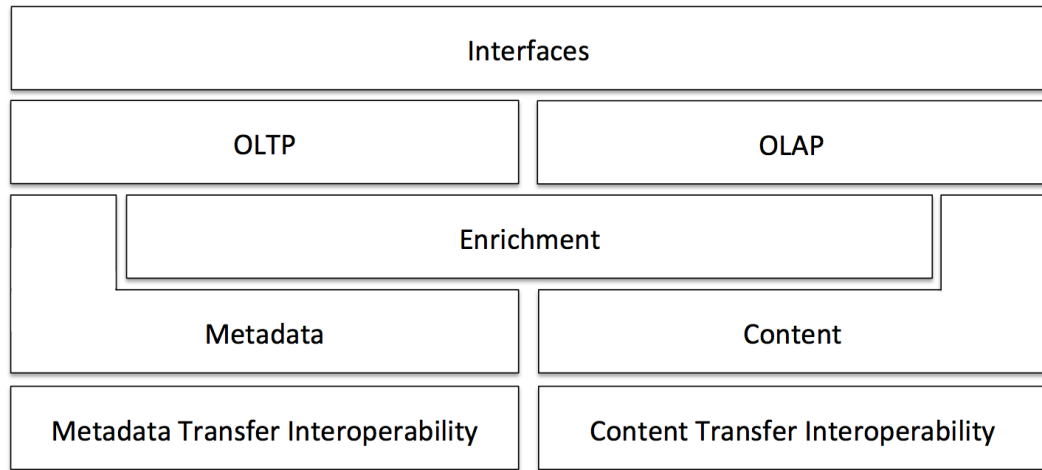 Interfaces
OLTP
OLAP
Enrichment
Metadata
Content
Metadata Transfer Interoperability
Content Transfer Interoperability